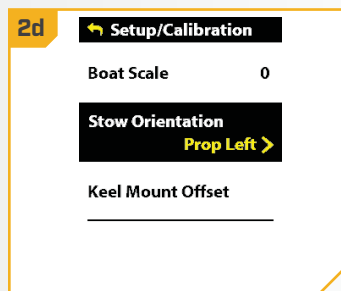 2d
Setup/Calibration
Boat Scale 0
Stow Orientation
Prop Left >
Keel Mount Offset